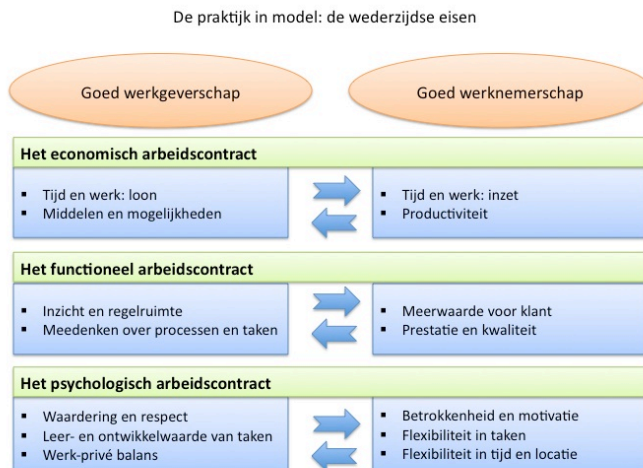 De praktijk in model: de wederzijdse eisen
Goed werkgeverschap
Goed werknemerschap
Het economisch arbeidscontract
▪ Tijd en werk: loon
▪ Middelen en mogelijkheden
▪ Tijd en werk: inzet
▪ Productiviteit
Het functioneel arbeidscontract
▪ Inzicht en regelruimte
▪ Meedenken over processen en taken
▪ Meerwaarde voor klant
▪ Prestatie en kwaliteit
Het psychologisch arbeidscontract
▪ Waardering en respect
▪ Leer- en ontwikkelwaarde van taken
▪ Werk-privé balans
▪ Betrokkenheid en motivatie
▪ Flexibiliteit in taken
▪ Flexibiliteit in tijd en locatie